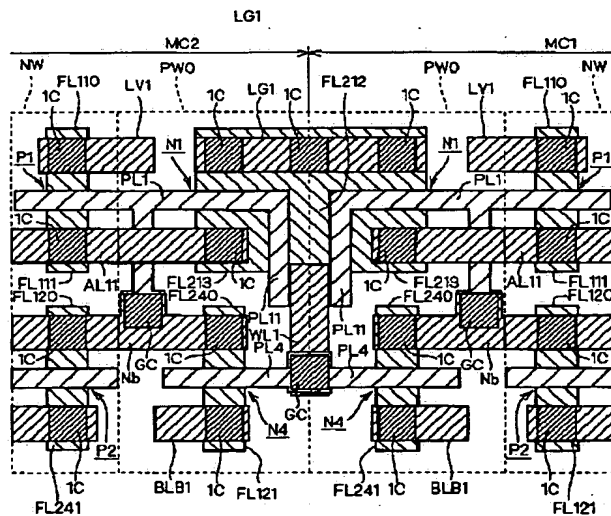 LG1
MC2 MC1
NW PW0 FL212 PW0 NW
FL110 LV1 LG1 LV1 FL110
1C 1C 1C 1C 1C
P1 N1 N1 P1
PL1 PL1
1C 1C
FL111 AL11 FL213 1C 1C FL213 AL11 FL111
FL120 FL240 PL11 PL11 FL240 FL120
WL1
1C GC 1C PL4 PL4 1C GC 1C
Nb Nb
P2 N4 GC N4 P2
1C BLB1 1C FL121 FL241 1C BLB1 1C
FL241 FL121